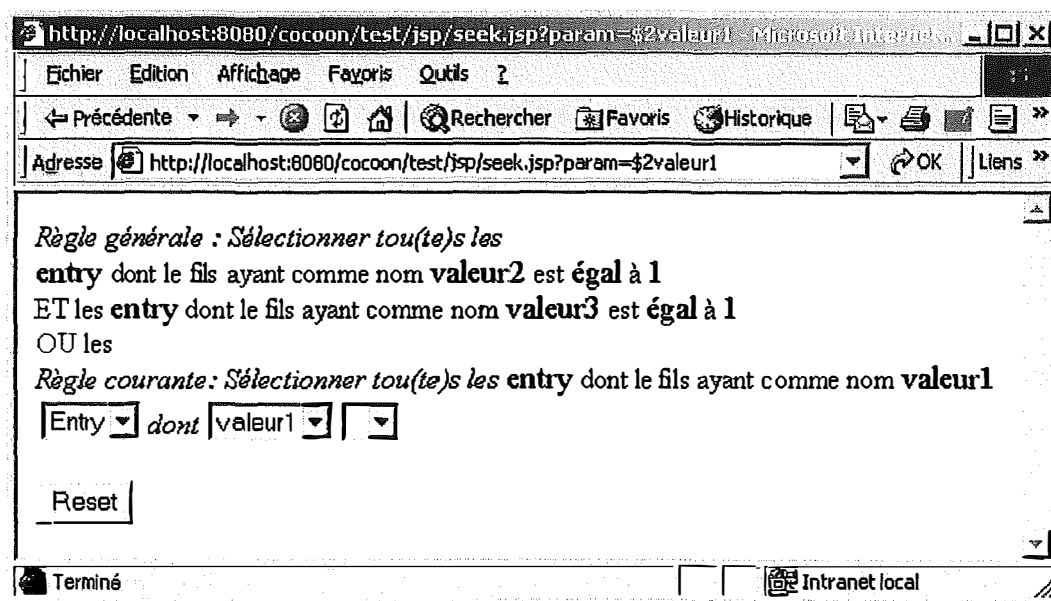 http://localhost:8080/cocoon/test/jsp/seek.jsp?param=$2valeur1 - Microsoft Internet...
Fichier Edition Affichage Favoris Outils ?
Précédente Rechercher Favoris Historique »
Adresse http://localhost:8080/cocoon/test/jsp/seek.jsp?param=$2valeur1 OK Liens »
Règle générale : Sélectionner tou(te)s les
entry dont le fils ayant comme nom valeur2 est égal à 1
ET les entry dont le fils ayant comme nom valeur3 est égal à 1
OU les
Règle courante: Sélectionner tou(te)s les entry dont le fils ayant comme nom valeur1
Entry dont valeur1
Reset
Terminé Intranet local